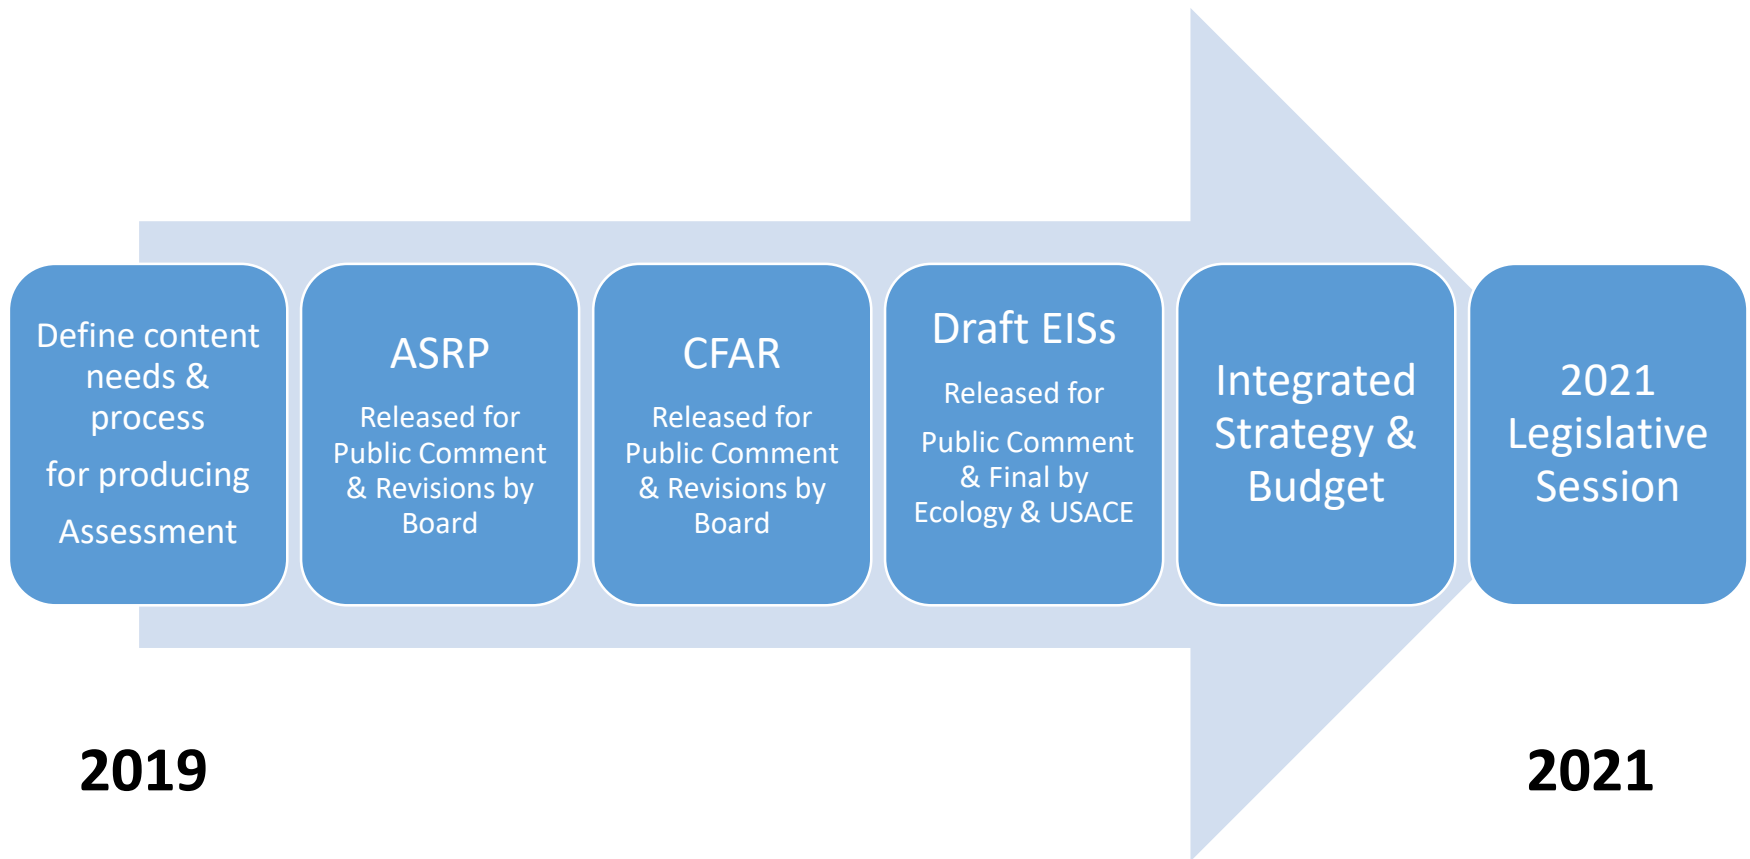 Define content
needs &
process
for producing
Assessment
ASRP
Released for
Public Comment
& Revisions by
Board
CFAR
Released for
Public Comment
& Revisions by
Board
Draft EISs
Released for
Public Comment
& Final by
Ecology & USACE
Integrated
Strategy &
Budget
2021
Legislative
Session
2019
2021